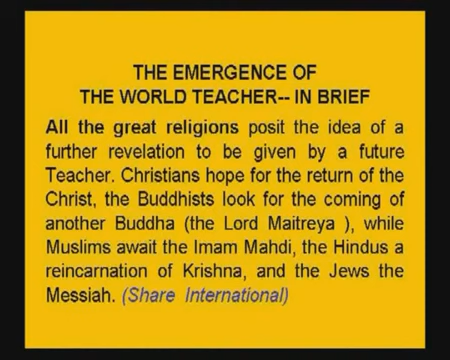 THE EMERGENCE OF
THE WORLD TEACHER-- IN BRIEF
All the great religions posit the idea of a
further revelation to be given by a future
Teacher. Christians hope for the return of the
Christ, the Buddhists look for the coming of
another Buddha (the Lord Maitreya ), while
Muslims await the Imam Mahdi, the Hindus a
reincarnation of Krishna, and the Jews the
Messiah. (Share International)